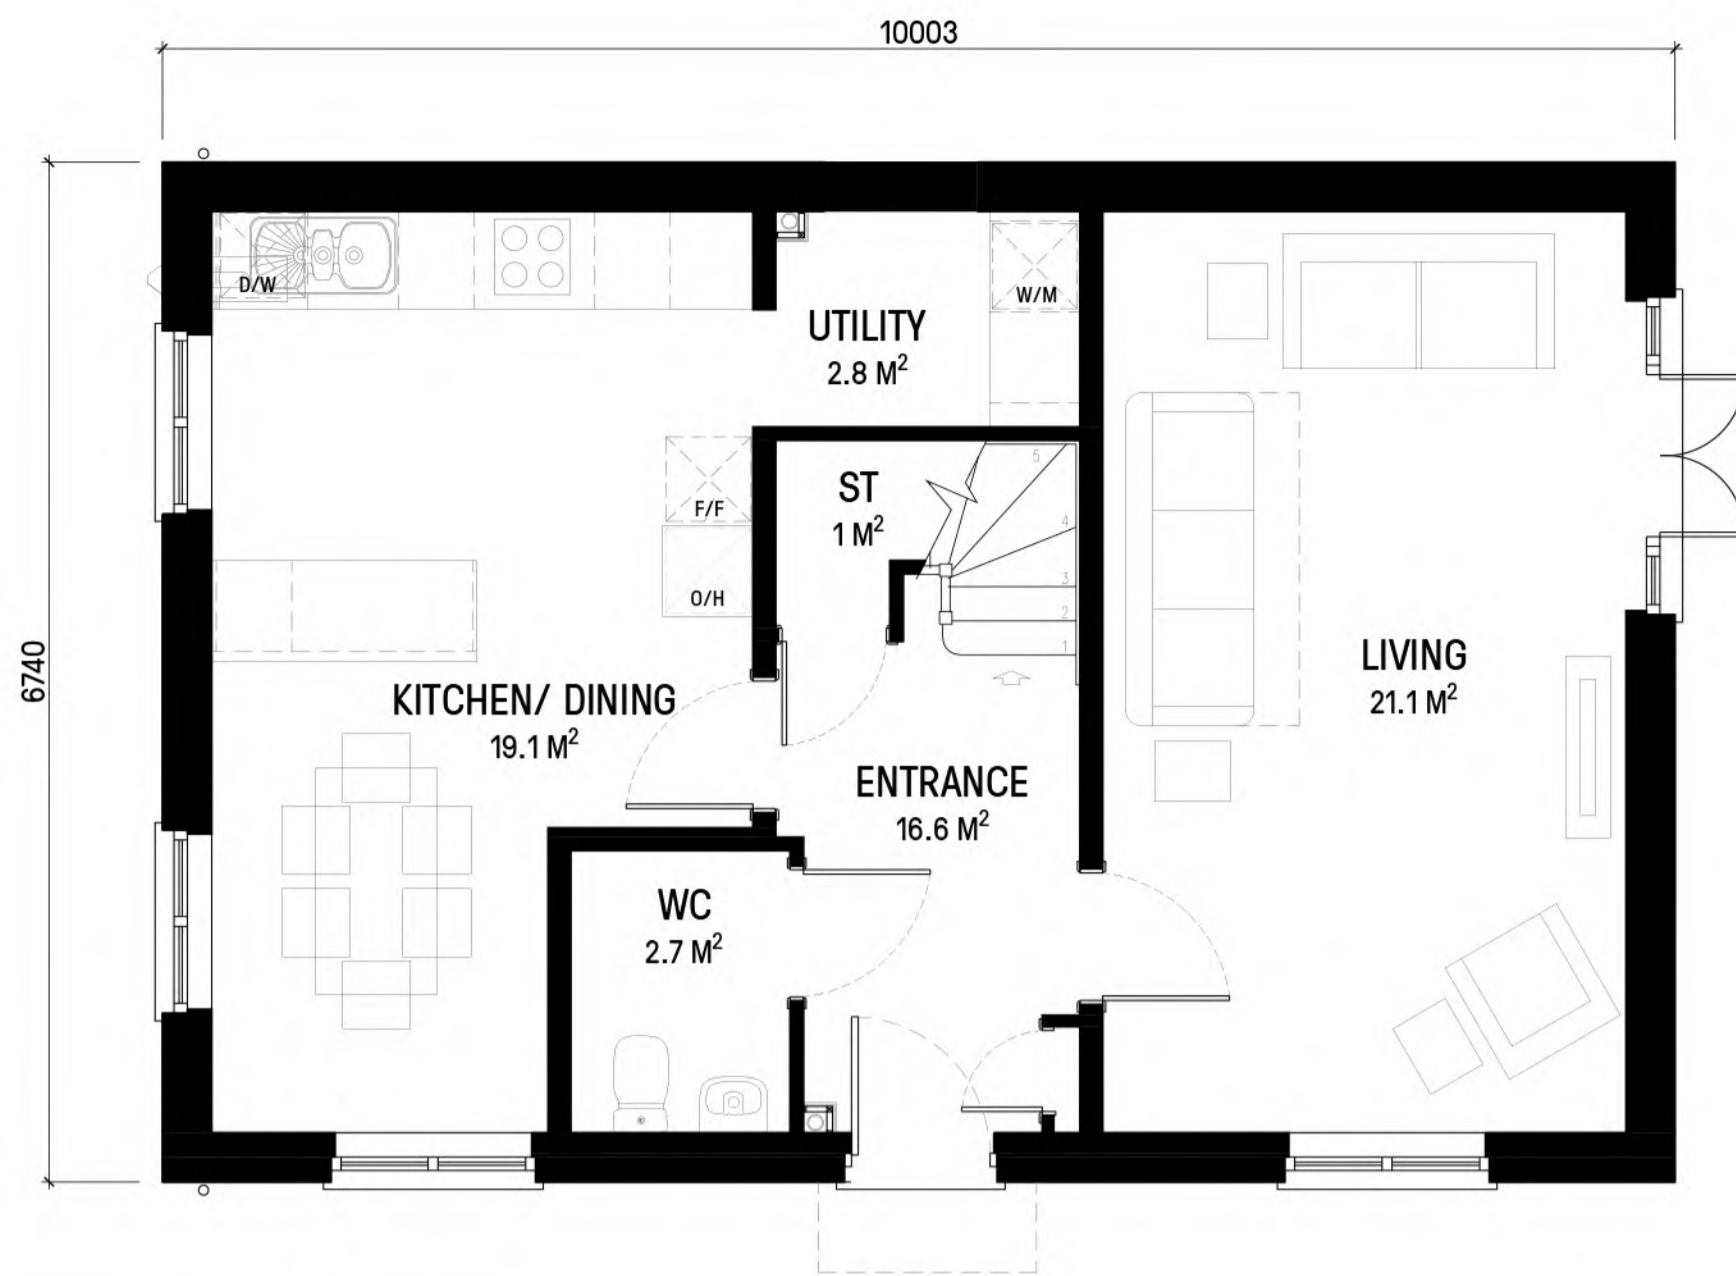 10003
6740
D/W
W/M
UTILITY
2.8 M²
F/F
O/H
ST
1 M²
5
4
3
2
1
LIVING
21.1 M²
KITCHEN/ DINING
19.1 M²
ENTRANCE
16.6 M²
WC
2.7 M²